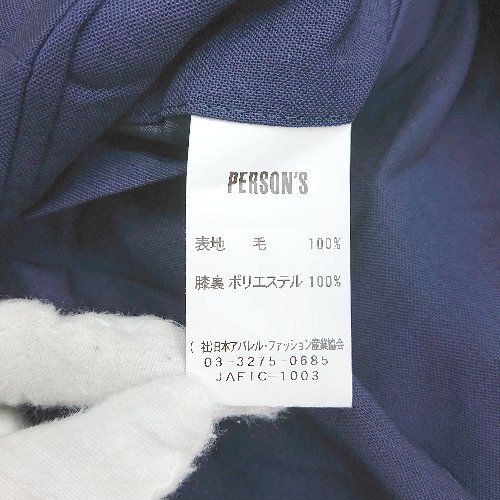 PERSON'S
表地 毛 100%
膝裏 ポリエステル 100%
(社)日本アパレル・ファッション産業協会
03-3275-0685
JAFIC-1003